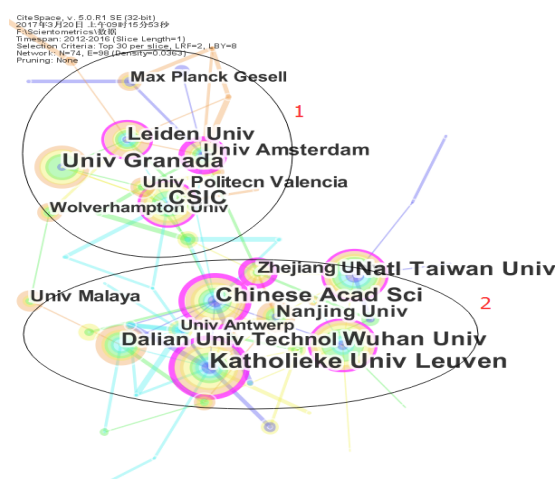 CiteSpace, v. 5.0.R1 SE (32-bit)
2017年3月20日 上午09时15分53秒
F:\Scientometrics\数据
Timespan: 2012-2016 (Slice Length=1)
Selection Criteria: Top 30 per slice, LRF=2, LBY=8
Network: N=74, E=98 (Density=0.0363)
Pruning: None
Max Planck Gesell
1
Leiden Univ
Univ Amsterdam
Univ Granada
Univ Politecn Valencia
CSIC
Wolverhampton Univ
Zhejiang Univ
Natl Taiwan Univ
Univ Malaya
Chinese Acad Sci
2
Nanjing Univ
Univ Antwerp
Dalian Univ Technol
Wuhan Univ
Katholieke Univ Leuven